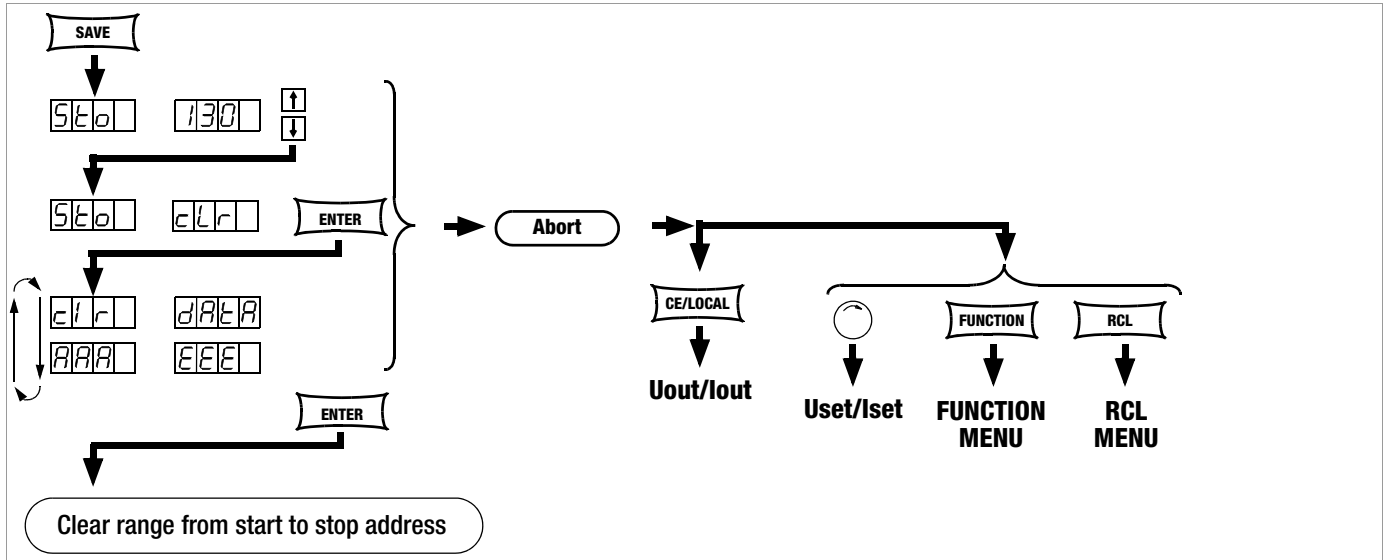 SAVE
Sto 130
Sto cLr ENTER
Abort
clr dAtA
AAA EEE
CE/LOCAL
FUNCTION RCL
Uout/Iout
Uset/Iset FUNCTION MENU RCL MENU
ENTER
Clear range from start to stop address